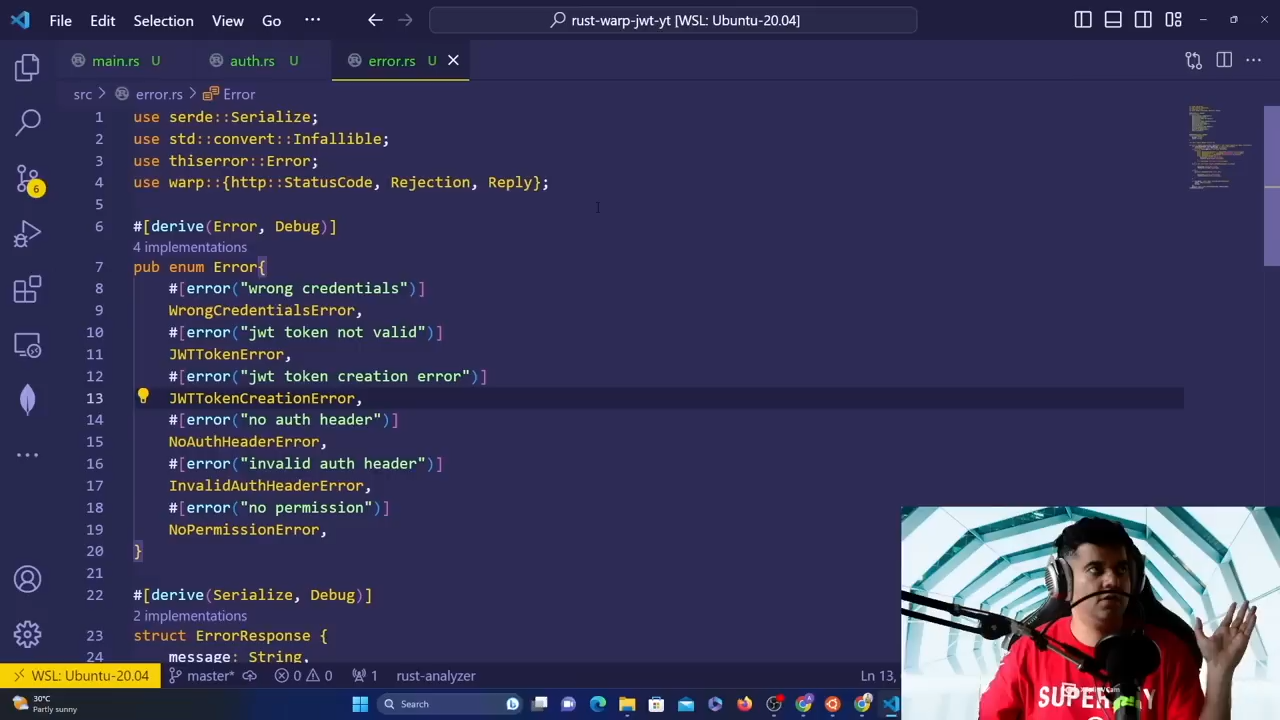 File Edit Selection View Go ··· rust-warp-jwt-yt [WSL: Ubuntu-20.04]
main.rs U auth.rs U error.rs U
src > error.rs > Error
1 use serde::Serialize;
2 use std::convert::Infallible;
3 use thiserror::Error;
4 use warp::{http::StatusCode, Rejection, Reply};
5
6 #[derive(Error, Debug)]
4 implementations
7 pub enum Error{
8 #[error("wrong credentials")]
9 WrongCredentialsError,
10 #[error("jwt token not valid")]
11 JWTTokenError,
12 #[error("jwt token creation error")]
13 JWTTokenCreationError,
14 #[error("no auth header")]
15 NoAuthHeaderError,
16 #[error("invalid auth header")]
17 InvalidAuthHeaderError,
18 #[error("no permission")]
19 NoPermissionError,
20 }
21
22 #[derive(Serialize, Debug)]
2 implementations
23 struct ErrorResponse {
24 message: String,
6
WSL: Ubuntu-20.04 master* 0 0 1 rust-analyzer Ln 13,
30°C
Partly sunny
Search